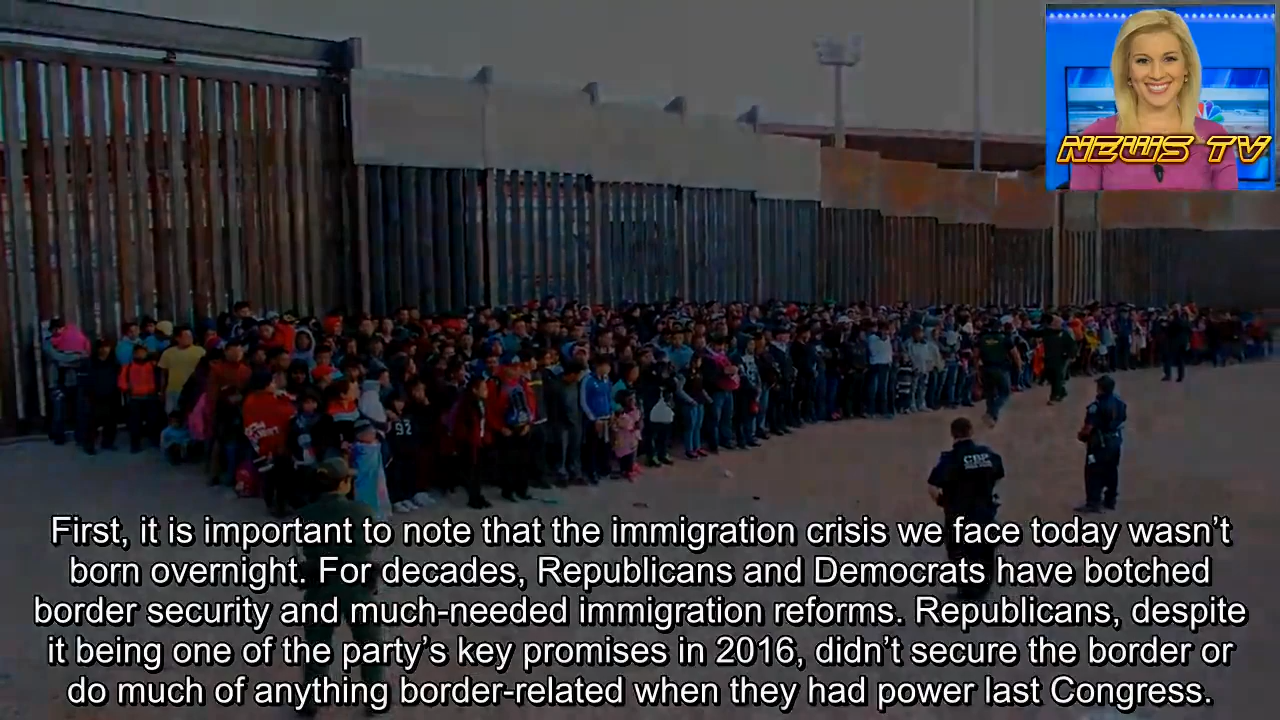 NEWS TV
92
CBP
First, it is important to note that the immigration crisis we face today wasn’t
born overnight. For decades, Republicans and Democrats have botched
border security and much-needed immigration reforms. Republicans, despite
it being one of the party’s key promises in 2016, didn’t secure the border or
do much of anything border-related when they had power last Congress.